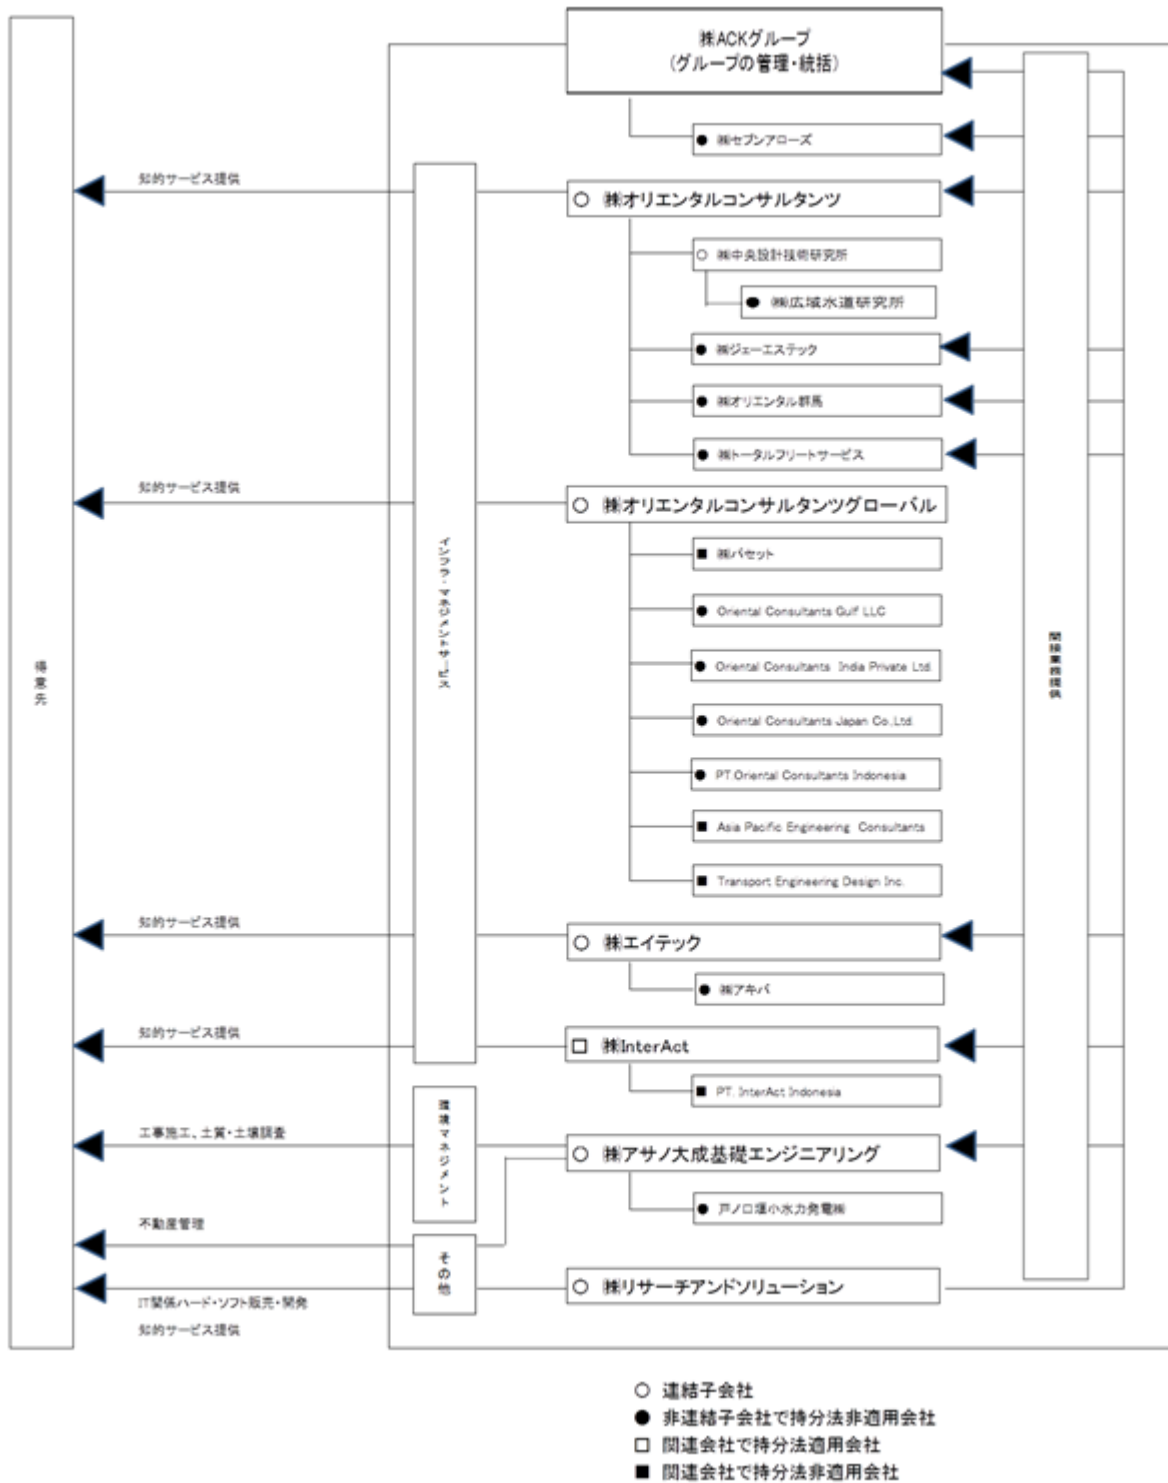 ㈱ACKグループ
(グループの管理・統括)
●㈱セブンアローズ
知的サービス提供
○ ㈱オリエンタルコンサルタンツ
○ ㈱中央設計技術研究所
● ㈱広域水道研究所
● ㈱ジェーエステック
● ㈱オリエンタル群馬
● ㈱トータルフリートサービス
知的サービス提供
○ ㈱オリエンタルコンサルタンツグローバル
インフラ・マネジメントサービス
■ ㈱パセット
● Oriental Consultants Gulf LLC
得意先
間接業務提供
● Oriental Consultants India Private Ltd.
● Oriental Consultants Japan Co.,Ltd.
● PT.Oriental Consultants Indonesia
■ Asia Pacific Engineering Consultants
■ Transport Engineering Design Inc.
知的サービス提供
○ ㈱エイテック
● ㈱アキバ
知的サービス提供
□ ㈱InterAct
■ PT. InterAct Indonesia
環境マネジメント
工事施工、土質・土壌調査
○ ㈱アサノ大成基礎エンジニアリング
● 戸ノ口堰小水力発電㈱
不動産管理
その他
○ ㈱リサーチアンドソリューション
IT関係ハード・ソフト販売・開発
知的サービス提供
○ 連結子会社
● 非連結子会社で持分法非適用会社
□ 関連会社で持分法適用会社
■ 関連会社で持分法非適用会社